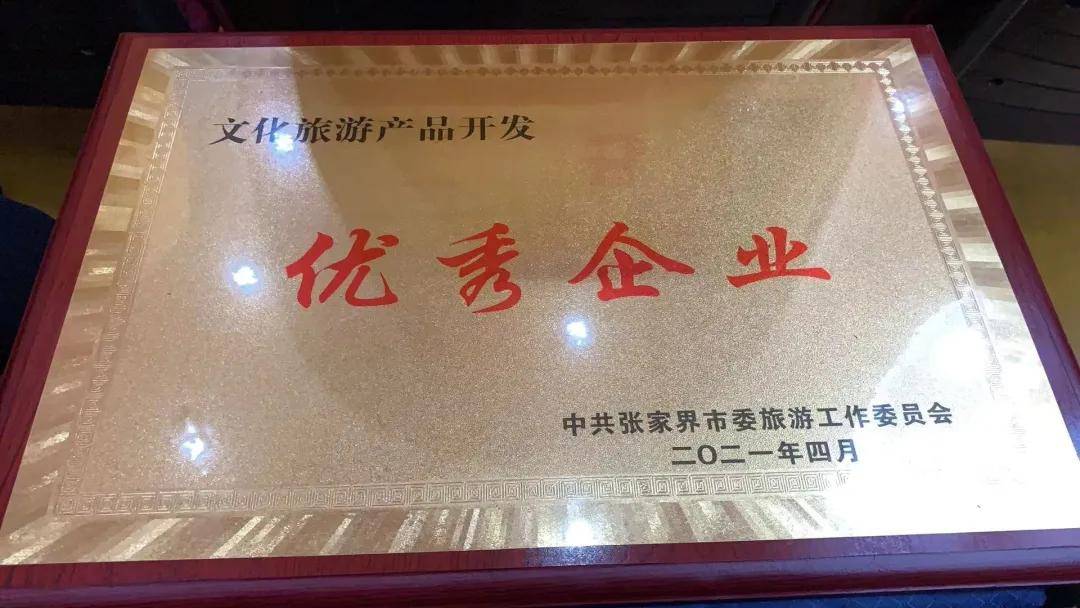 文化旅游产品开发
优秀企业
中共张家界市委旅游工作委员会
二〇二一年四月